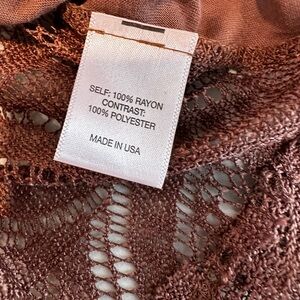 SELF: 100% RAYON
CONTRAST:
100% POLYESTER
MADE IN USA